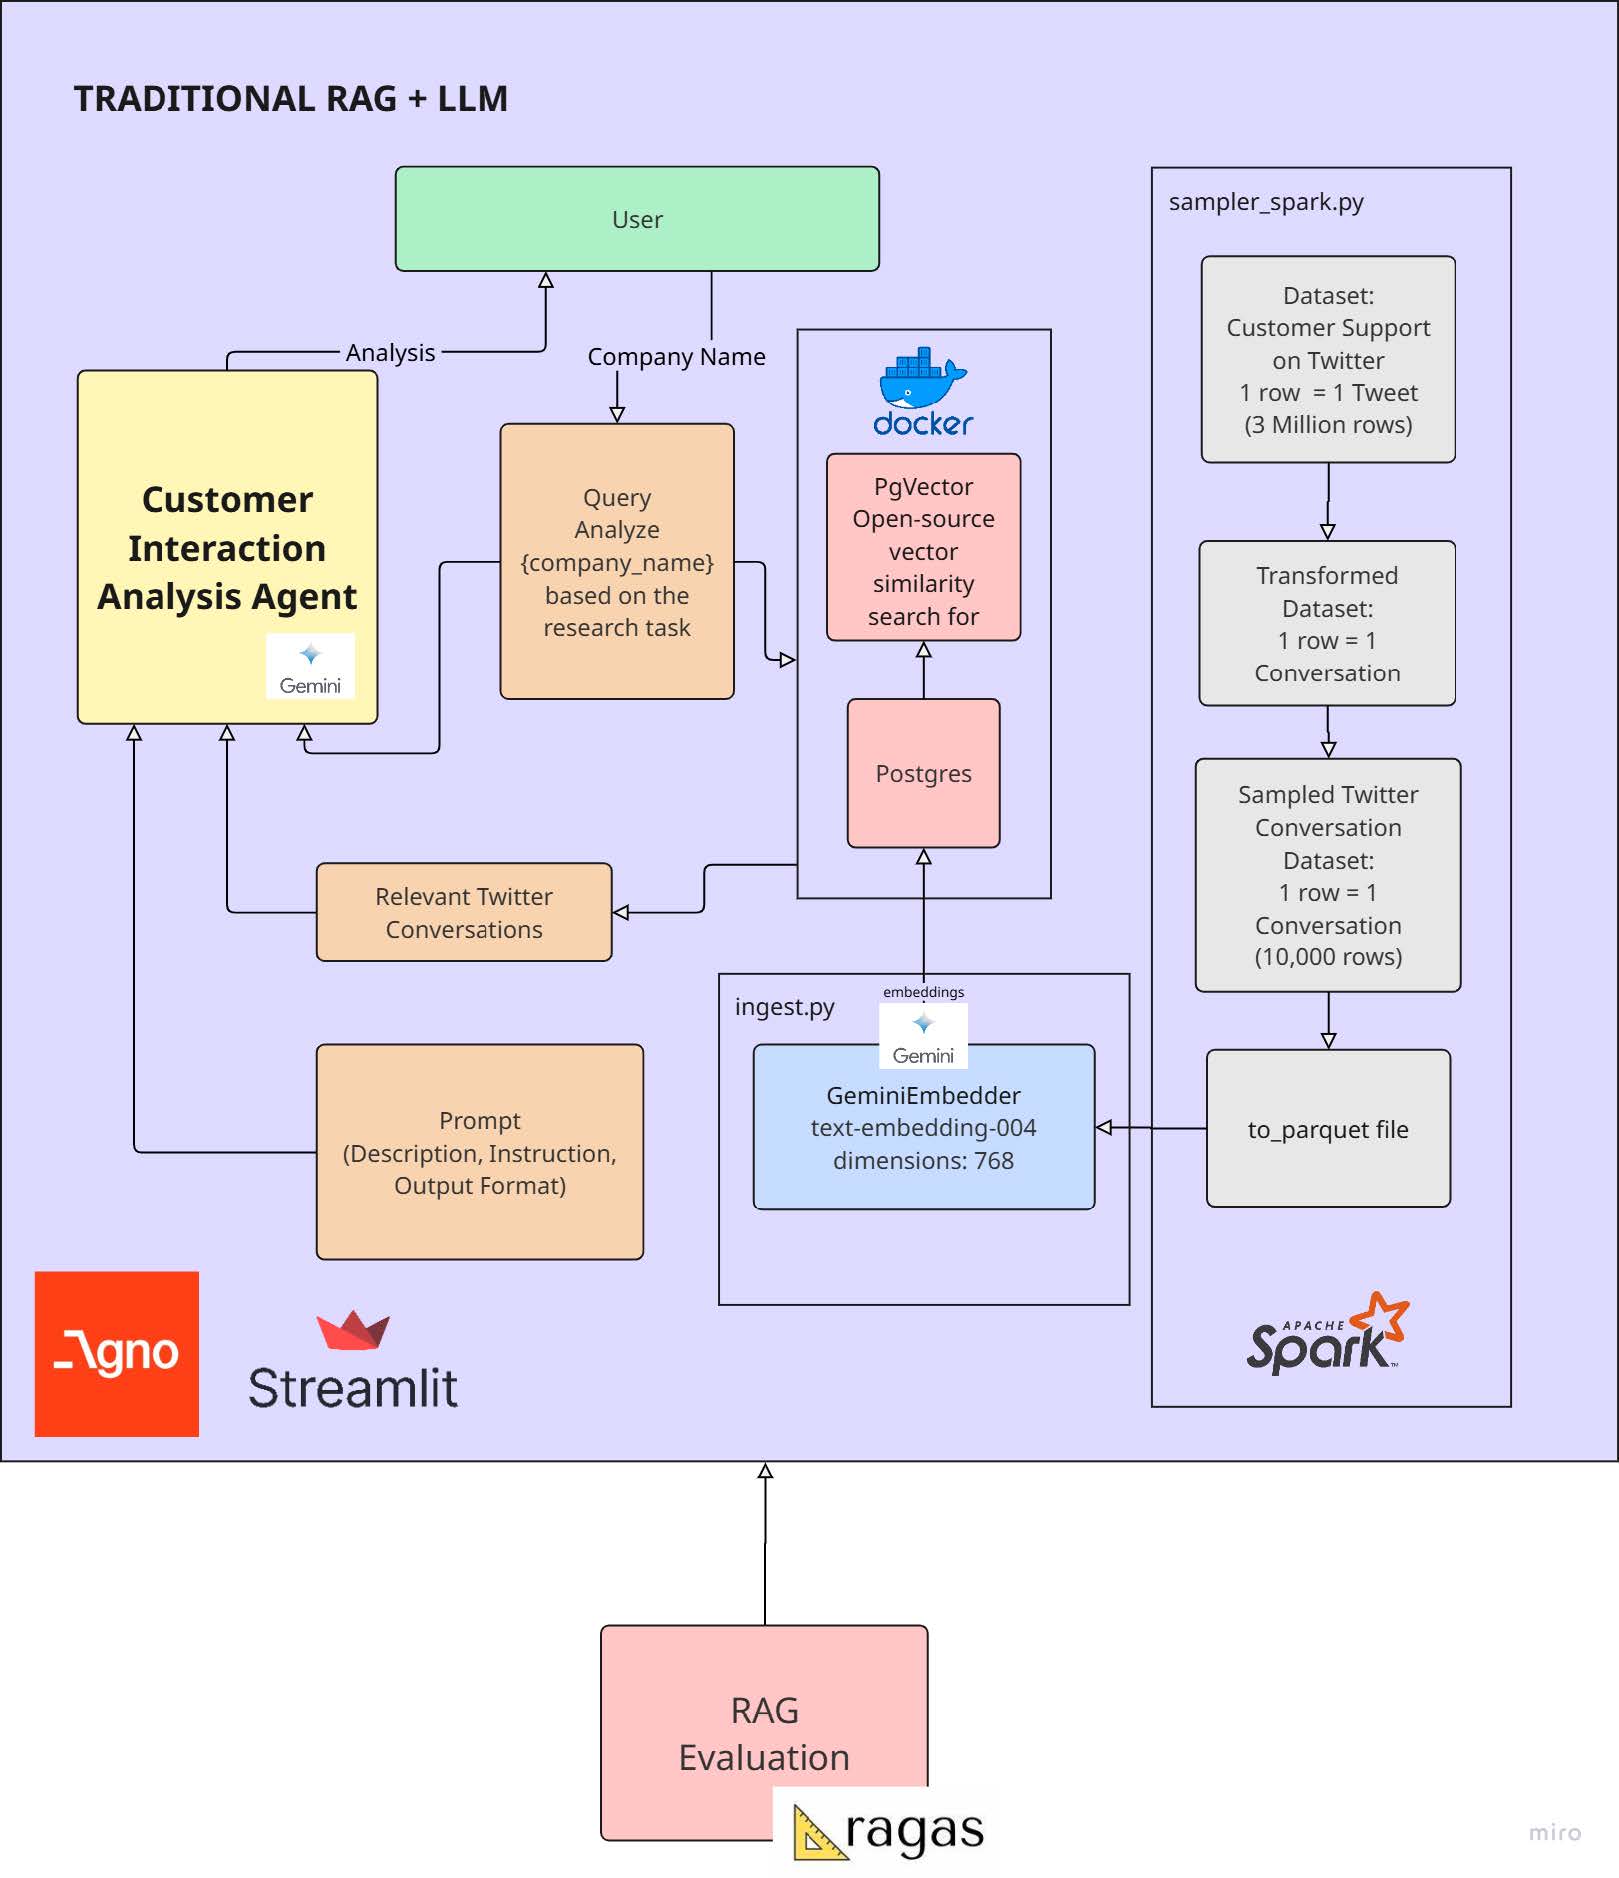 TRADITIONAL RAG + LLM
User
Analysis
Company Name
Customer
Interaction
Analysis Agent
Gemini
Query
Analyze
{company_name}
based on the
research task
docker
PgVector
Open-source
vector
similarity
search for
Postgres
Relevant Twitter
Conversations
Prompt
(Description, Instruction,
Output Format)
ingest.py
embeddings
Gemini
GeminiEmbedder
text-embedding-004
dimensions: 768
sampler_spark.py
Dataset:
Customer Support
on Twitter
1 row = 1 Tweet
(3 Million rows)
Transformed
Dataset:
1 row = 1
Conversation
Sampled Twitter
Conversation
Dataset:
1 row = 1
Conversation
(10,000 rows)
to_parquet file
APACHE
Spark™
Agno
Streamlit
RAG
Evaluation
ragas
miro